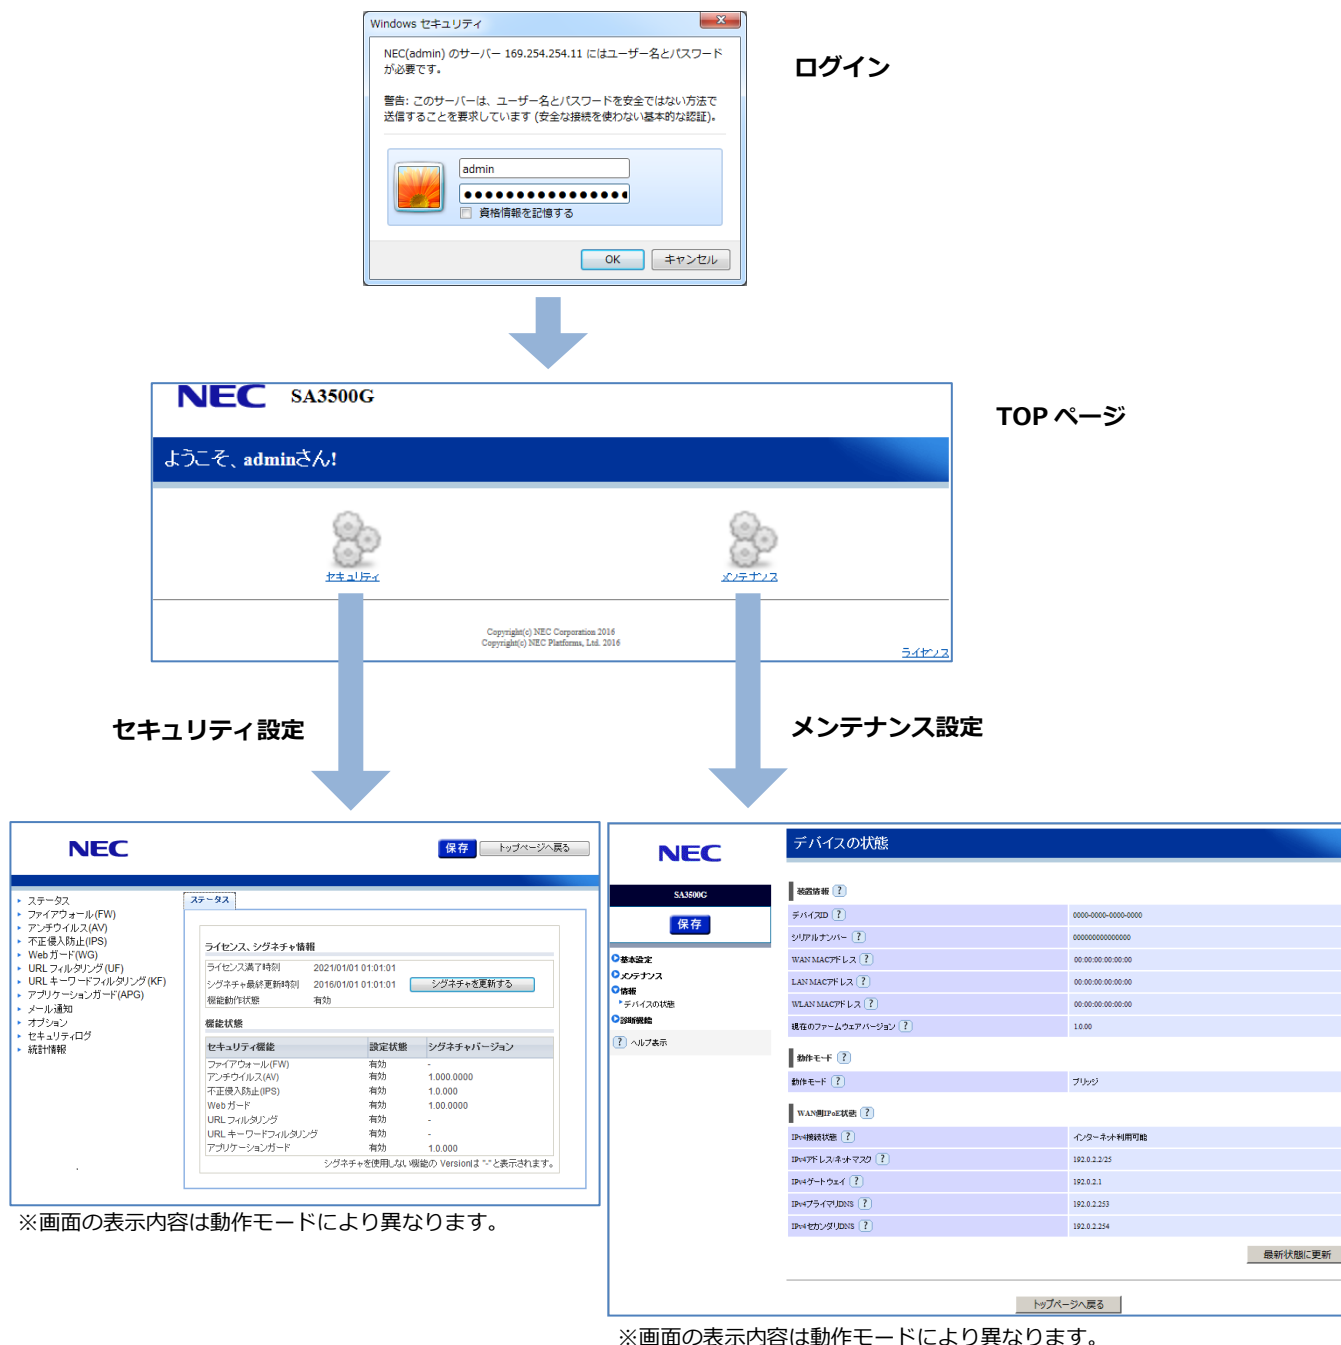 Windows セキュリティ
NEC(admin) のサーバー 169.254.254.11 にはユーザー名とパスワード
が必要です。
警告: このサーバーは、ユーザー名とパスワードを安全ではない方法で
送信することを要求しています (安全な接続を使わない基本的な認証)。
admin
●●●●●●●●●●●●●●●●
資格情報を記憶する
OK
キャンセル
ログイン
NEC SA3500G
TOP ページ
ようこそ、adminさん!
セキュリティ
メンテナンス
Copyright(c) NEC Corporation 2016
Copyright(c) NEC Platforms, Ltd. 2016
ライセンス
セキュリティ設定
メンテナンス設定
NEC
保存
トップページへ戻る
ステータス
ファイアウォール(FW)
アンチウイルス(AV)
不正侵入防止(IPS)
Web ガード(WG)
URL フィルタリング(UF)
URL キーワードフィルタリング(KF)
アプリケーションガード(APG)
メール通知
オプション
セキュリティログ
統計情報
ステータス
ライセンス、シグネチャ情報
ライセンス満了時刻 2021/01/01 01:01:01
シグネチャ最終更新時刻 2016/01/01 01:01:01 シグネチャを更新する
機能動作状態 有効
機能状態
セキュリティ機能 設定状態 シグネチャバージョン
ファイアウォール(FW) 有効 -
アンチウイルス(AV) 有効 1.000.0000
不正侵入防止(IPS) 有効 1.0.000
Web ガード 有効 1.00.0000
URL フィルタリング 有効 -
URL キーワードフィルタリング 有効 -
アプリケーションガード 有効 1.0.000
シグネチャを使用しない機能の Versionは "-"と表示されます。
※画面の表示内容は動作モードにより異なります。
NEC
SA3500G
保存
基本設定
メンテナンス
情報
デバイスの状態
診断機能
? ヘルプ表示
デバイスの状態
装置情報 ?
デバイスID ? 0000-0000-0000-0000
シリアルナンバー ? 000000000000000
WAN MACアドレス ? 00:00:00:00:00:00
LAN MACアドレス ? 00:00:00:00:00:00
WLAN MACアドレス ? 00:00:00:00:00:00
現在のファームウェアバージョン ? 1.0.00
動作モード ?
動作モード ? ブリッジ
WAN側IPoE状態 ?
IPv4接続状態 ? インターネット利用可能
IPv4アドレス/ネットマスク ? 192.0.2.2/25
IPv4ゲートウェイ ? 192.0.2.1
IPv4プライマリDNS ? 192.0.2.253
IPv4セカンダリDNS ? 192.0.2.254
最新状態に更新
トップページへ戻る
※画面の表示内容は動作モードにより異なります。